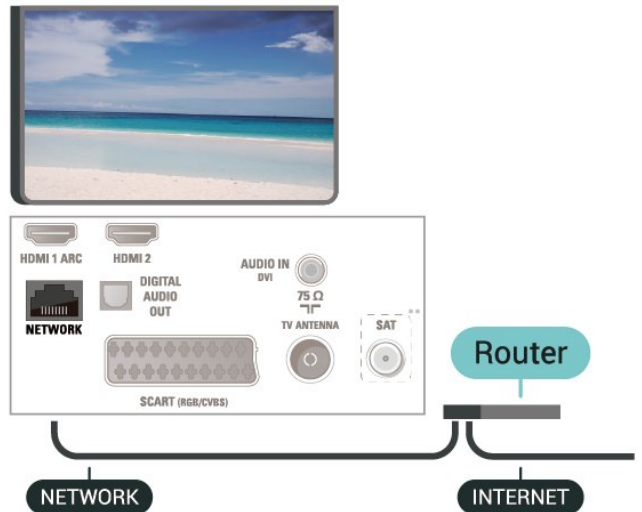 HDMI 1 ARC
HDMI 2
NETWORK
DIGITAL
AUDIO
OUT
AUDIO IN
DVI
75 Ω
TV ANTENNA
SAT
**
SCART (RGB/CVBS)
Router
NETWORK
INTERNET